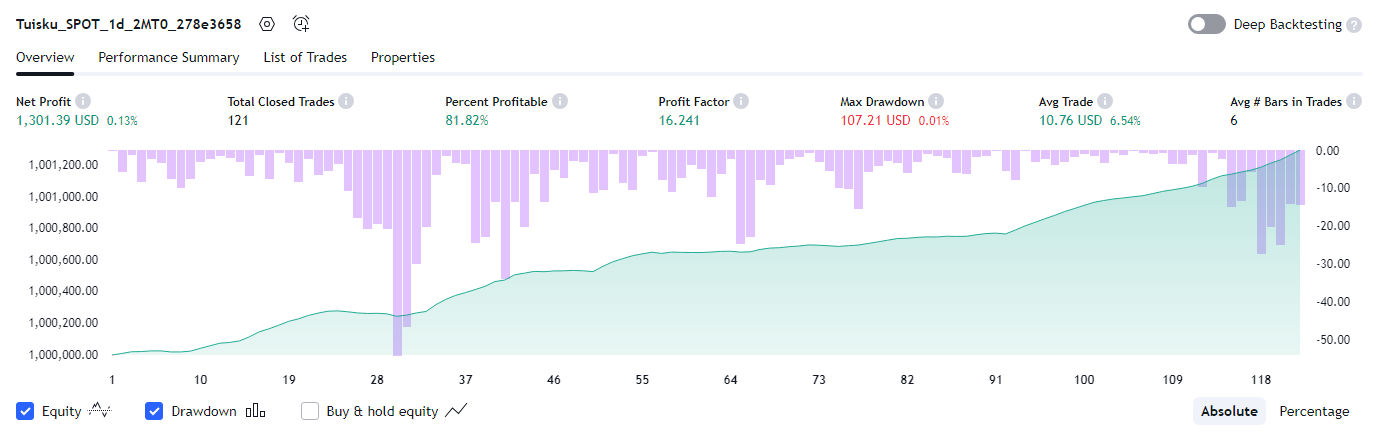 Tuisku_SPOT_1d_2MT0_278e3658 Deep Backtesting ?
Overview Performance Summary List of Trades Properties
Net Profit i Total Closed Trades i Percent Profitable i Profit Factor i Max Drawdown i Avg Trade i Avg # Bars in Trades i
1,301.39 USD 0.13% 121 81.82% 16.241 107.21 USD 0.01% 10.76 USD 6.54% 6
1,001,200.00 0.00
1,001,000.00 -10.00
1,000,800.00 -20.00
1,000,600.00 -30.00
1,000,400.00 -40.00
1,000,200.00 -50.00
1,000,000.00
1 10 19 28 37 46 55 64 73 82 91 100 109 118
Equity Drawdown Buy & hold equity Absolute Percentage